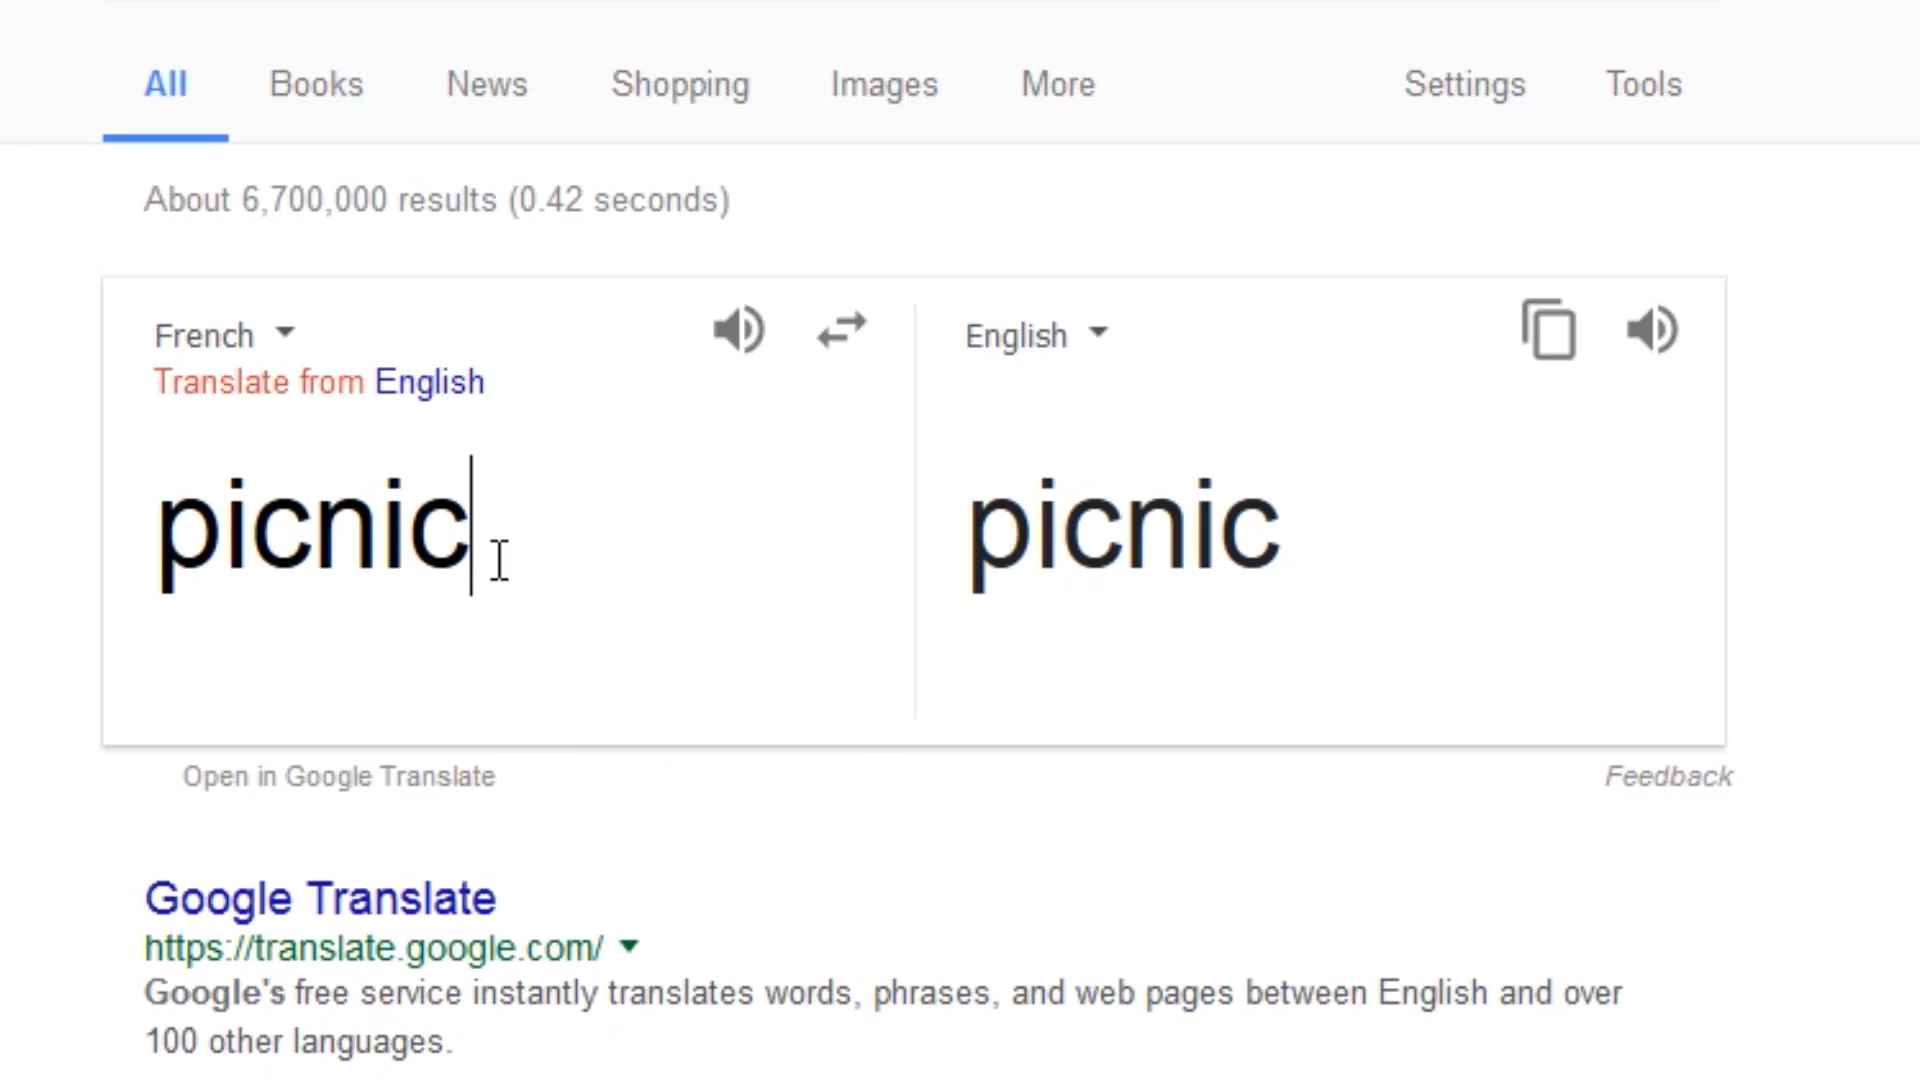 All Books News Shopping Images More Settings Tools
About 6,700,000 results (0.42 seconds)
French English
Translate from English
picnic picnic
Open in Google Translate Feedback
Google Translate
https://translate.google.com/
Google's free service instantly translates words, phrases, and web pages between English and over
100 other languages.